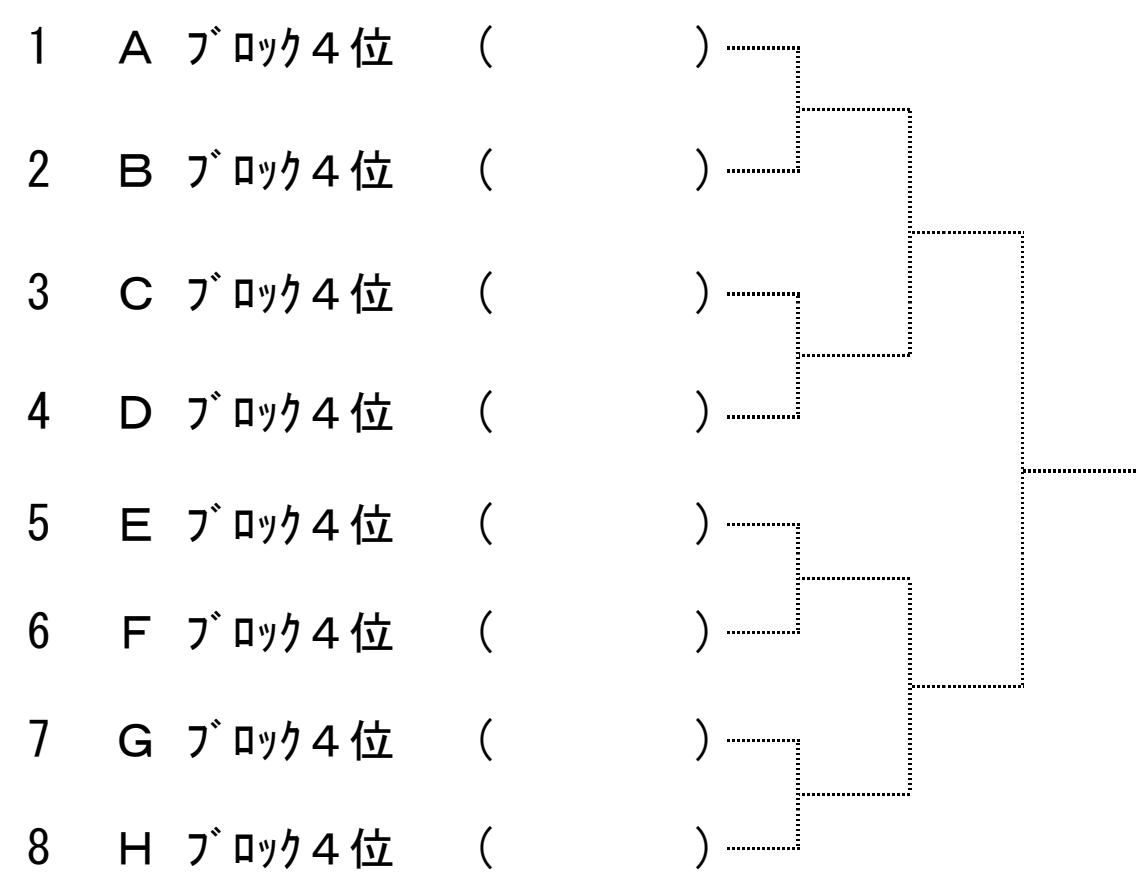 1 A ﾌﾞﾛｯｸ4位 ( )
2 B ﾌﾞﾛｯｸ4位 ( )
3 C ﾌﾞﾛｯｸ4位 ( )
4 D ﾌﾞﾛｯｸ4位 ( )
5 E ﾌﾞﾛｯｸ4位 ( )
6 F ﾌﾞﾛｯｸ4位 ( )
7 G ﾌﾞﾛｯｸ4位 ( )
8 H ﾌﾞﾛｯｸ4位 ( )